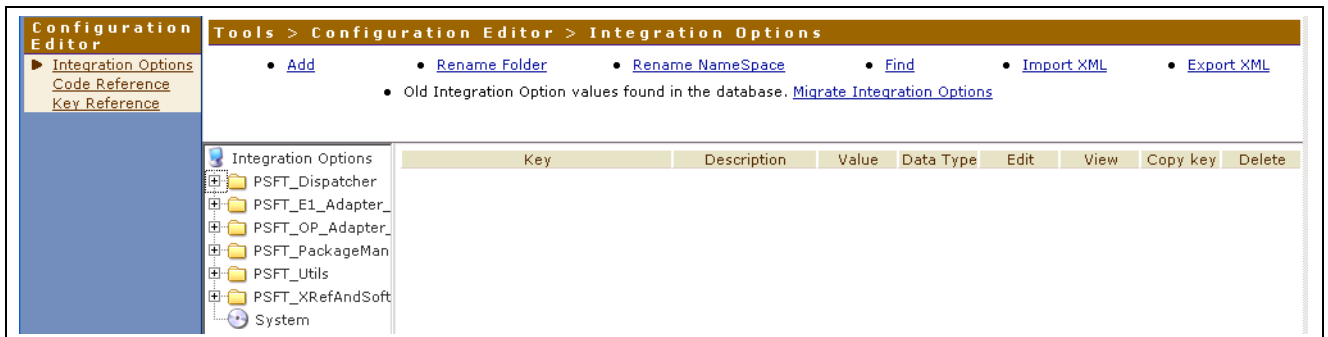 Configuration
Editor
Integration Options
Code Reference
Key Reference
Tools > Configuration Editor > Integration Options
Add Rename Folder Rename NameSpace Find Import XML Export XML
Old Integration Option values found in the database. Migrate Integration Options
Integration Options
PSFT_Dispatcher
PSFT_E1_Adapter_
PSFT_OP_Adapter_
PSFT_PackageMan
PSFT_Utils
PSFT_XRefAndSoft
System
Key Description Value Data Type Edit View Copy key Delete